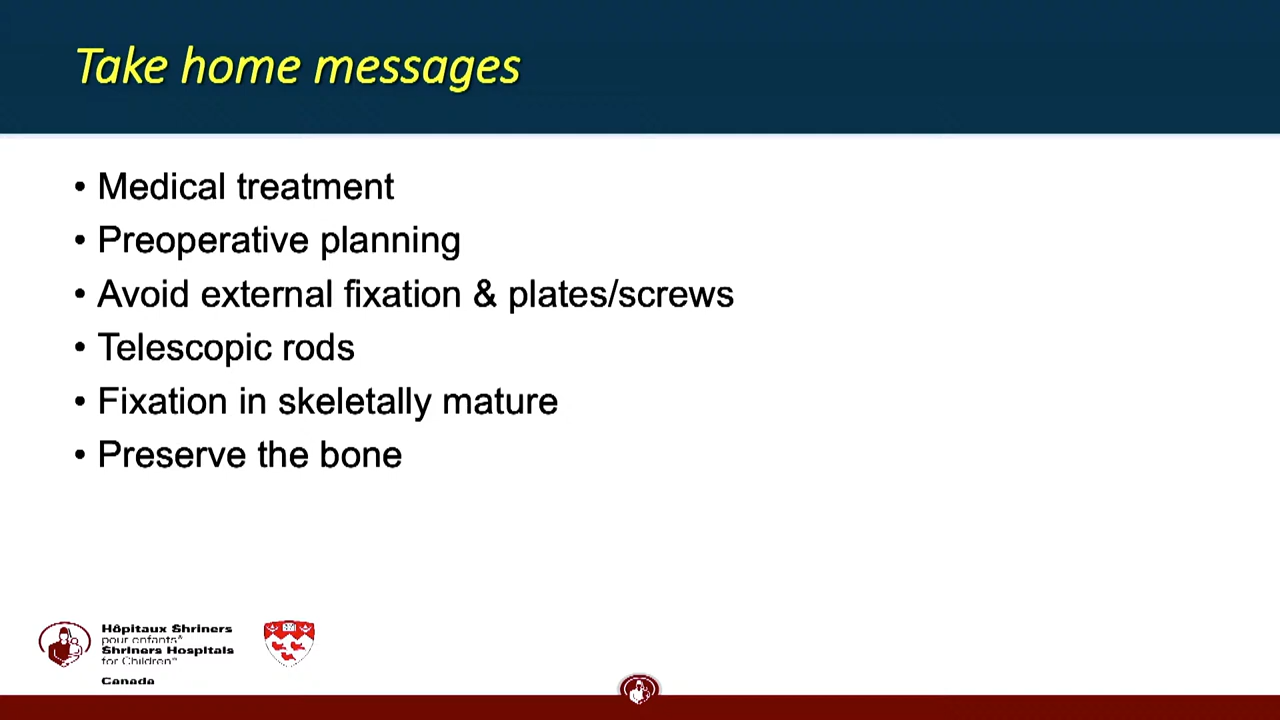 Take home messages
• Medical treatment
• Preoperative planning
• Avoid external fixation & plates/screws
• Telescopic rods
• Fixation in skeletally mature
• Preserve the bone
Hôpitaux Shriners
pour enfants*
Shriners Hospitals
for Children*
Canada